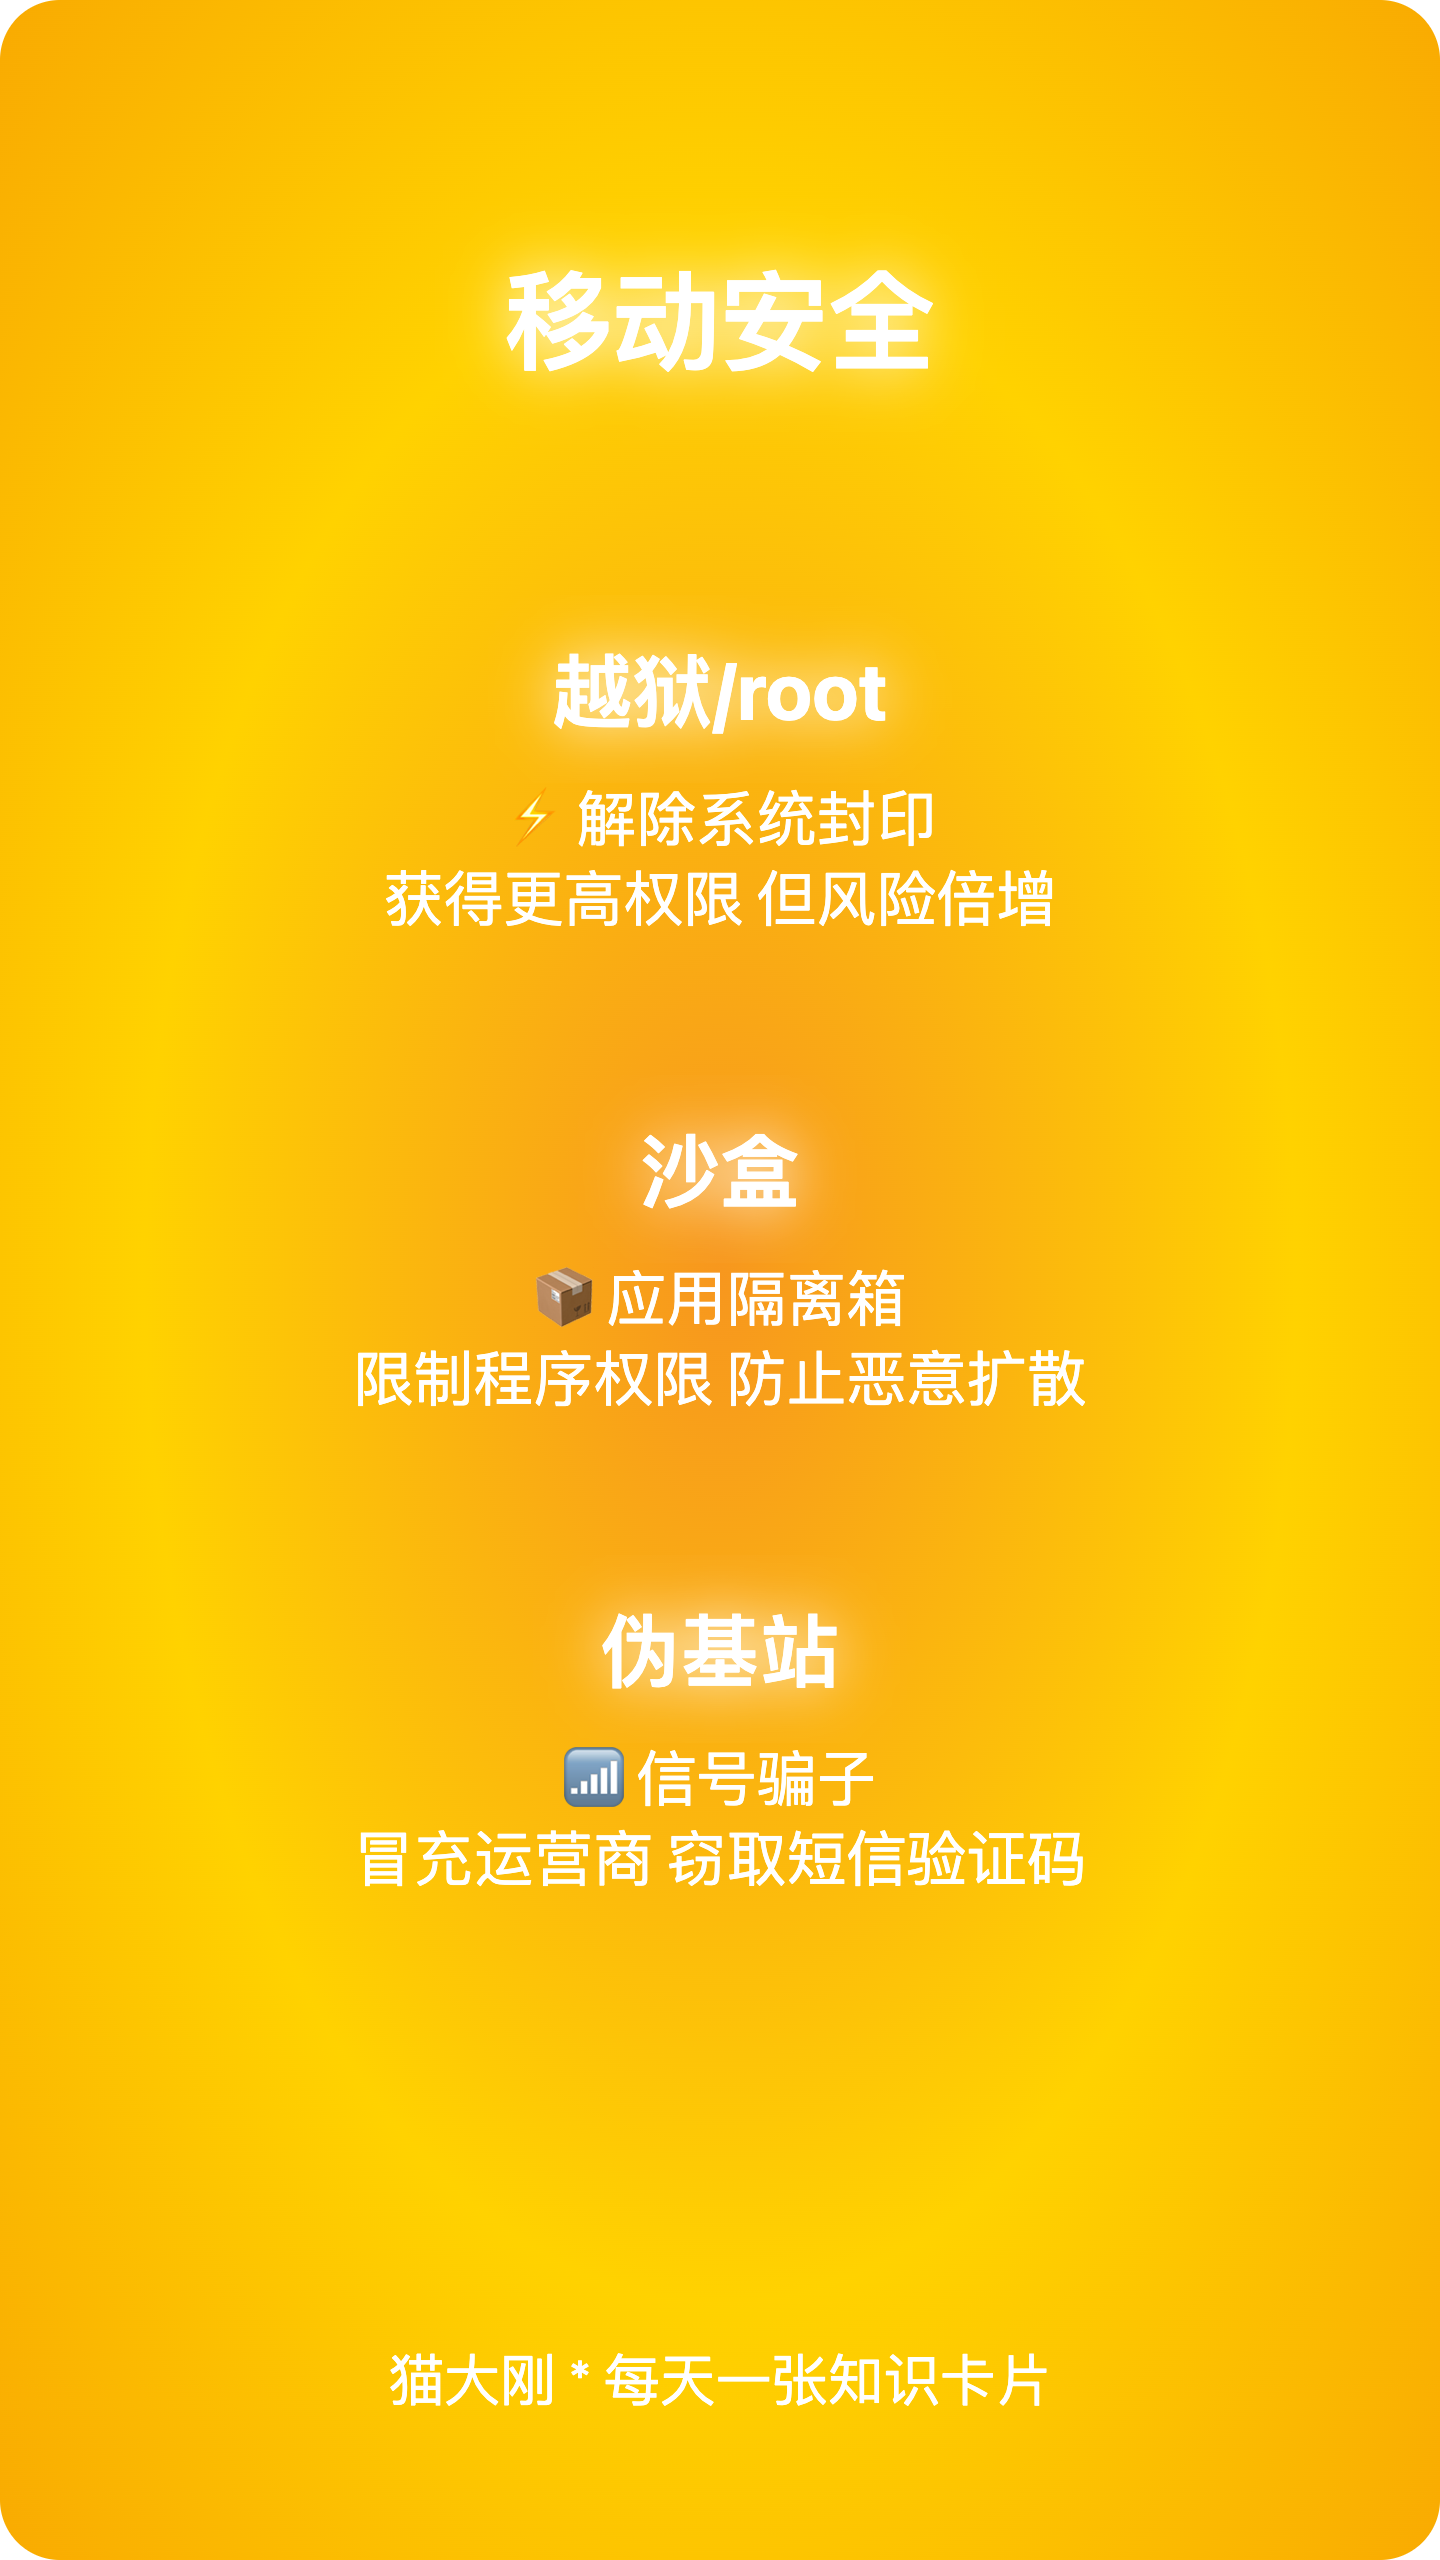 移动安全
越狱/root
⚡ 解除系统封印
获得更高权限 但风险倍增
沙盒
📦 应用隔离箱
限制程序权限 防止恶意扩散
伪基站
📶 信号骗子
冒充运营商 窃取短信验证码
猫大刚 * 每天一张知识卡片